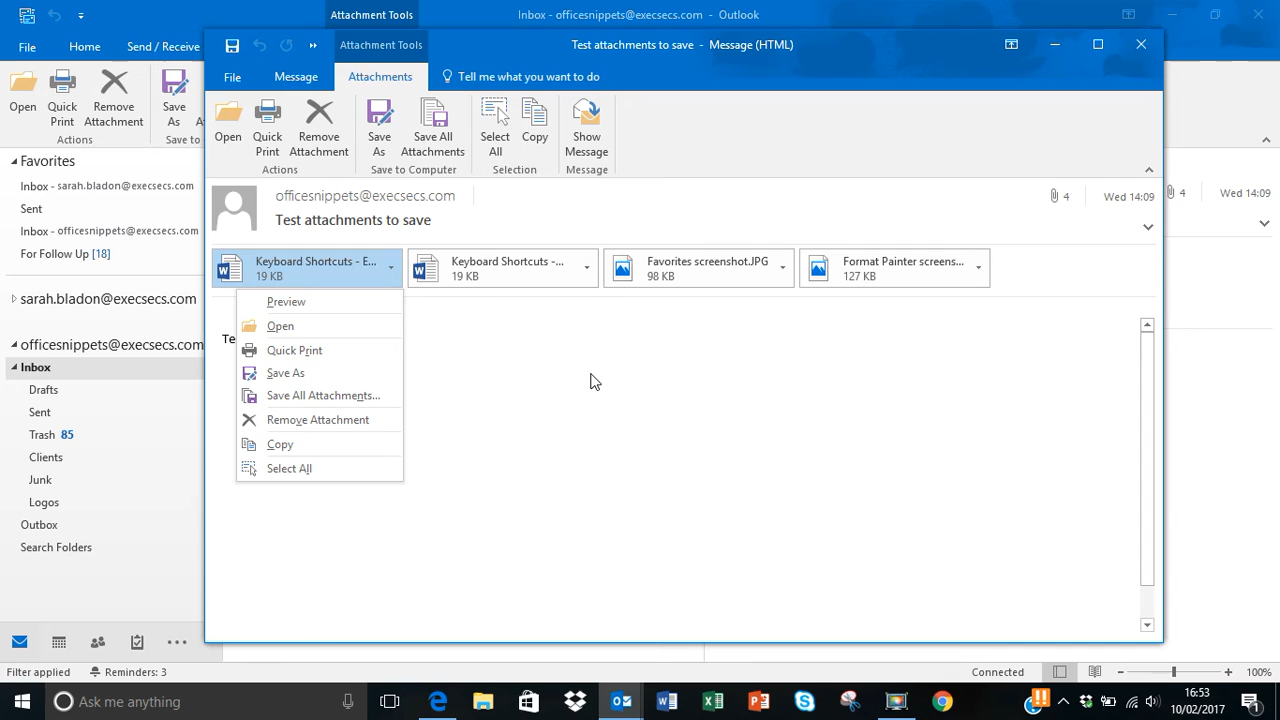 Attachment Tools
Inbox - officesnippets@execsecs.com - Outlook
File
Home
Send / Receive
Open
Quick Print
Remove Attachment
Save As
Actions
Save to
Favorites
Inbox - sarah.bladon@execsecs.com
Sent
Inbox - officesnippets@execsecs.com
For Follow Up [18]
sarah.bladon@execsecs.com
officesnippets@execsecs.com
Inbox
Drafts
Sent
Trash 85
Clients
Junk
Logos
Outbox
Search Folders
Attachment Tools
Test attachments to save - Message (HTML)
File
Message
Attachments
Tell me what you want to do
Open
Quick Print
Remove Attachment
Save As
Save All Attachments
Select All
Copy
Show Message
Actions
Save to Computer
Selection
Message
officesnippets@execsecs.com
4
Wed 14:09
Test attachments to save
4
Wed 14:09
Keyboard Shortcuts - E...
19 KB
Keyboard Shortcuts -...
19 KB
Favorites screenshot.JPG
98 KB
Format Painter screens...
127 KB
Te
Preview
Open
Quick Print
Save As
Save All Attachments...
Remove Attachment
Copy
Select All
Filter applied
Reminders: 3
Connected
100%
Ask me anything
16:53
10/02/2017